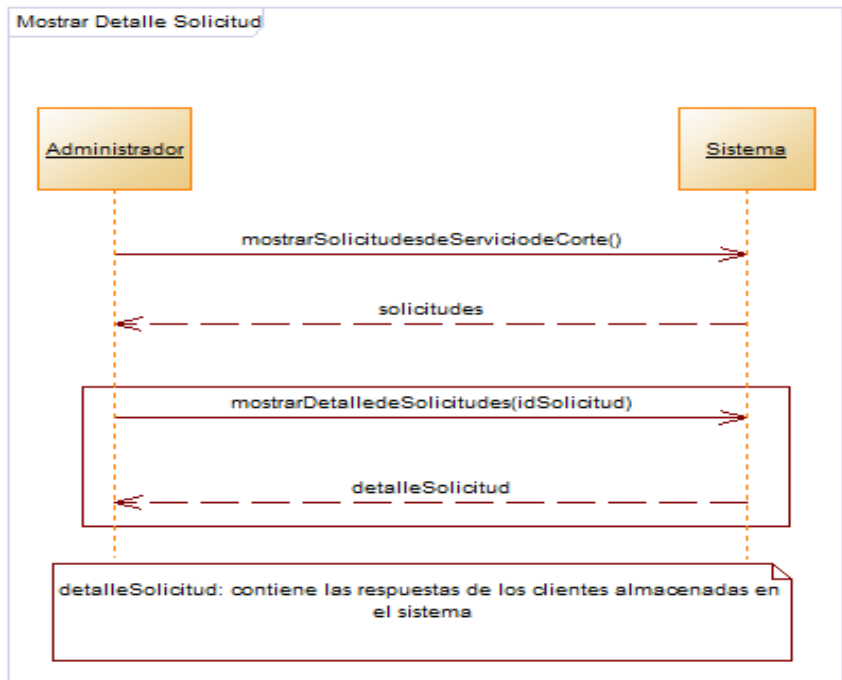 Mostrar Detalle Solicitud
Administrador
Sistema
mostrarSolicitudesdeServiciodeCorte()
solicitudes
mostrarDetalledeSolicitudes(idSolicitud)
detalleSolicitud
detalleSolicitud: contiene las respuestas de los clientes almacenadas en
el sistema